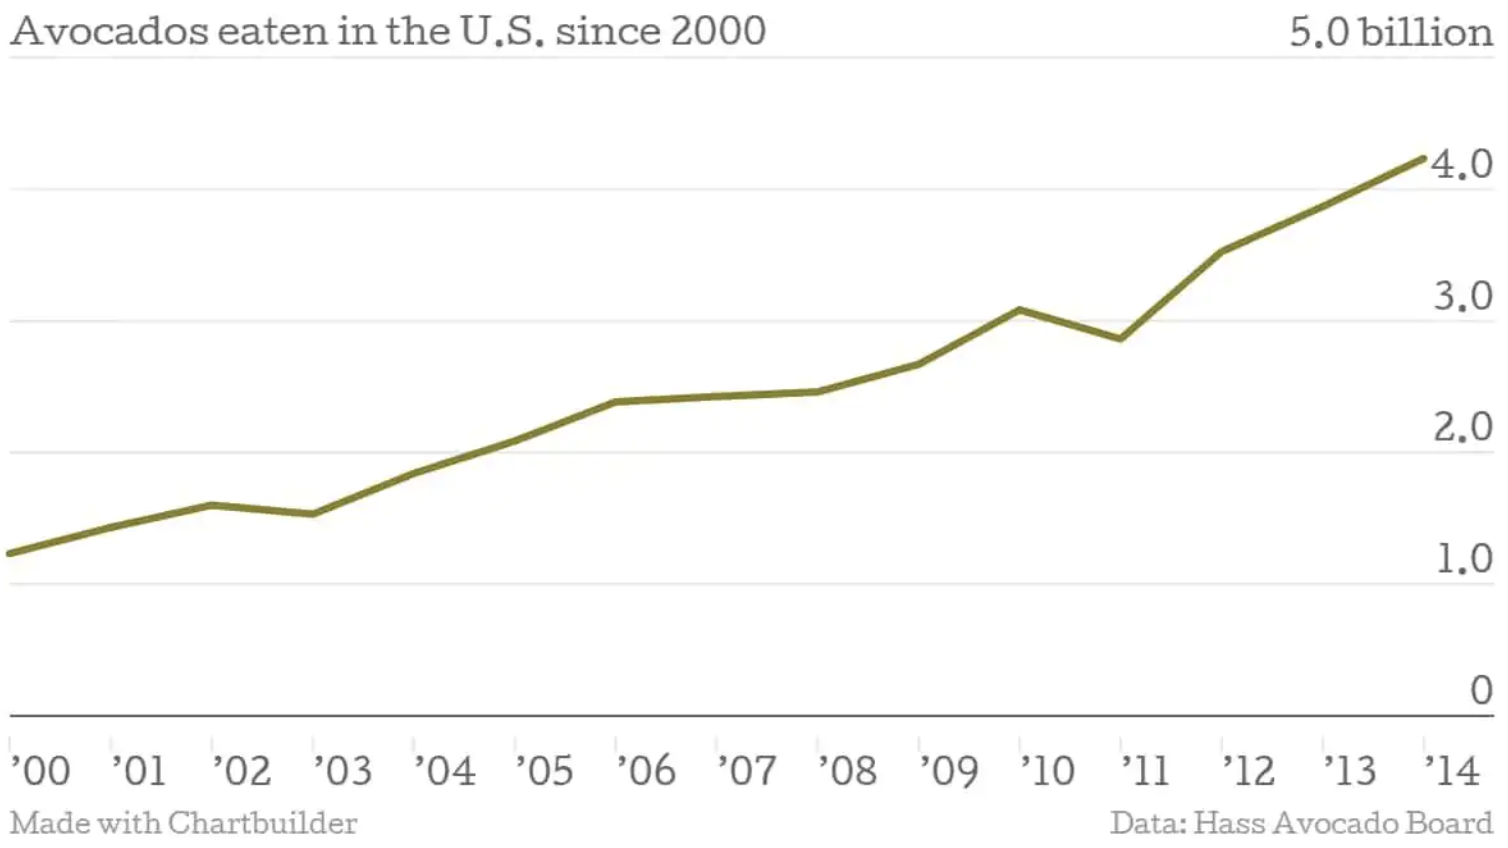 Avocados eaten in the U.S. since 2000
5.0 billion
4.0
3.0
2.0
1.0
0
’00 ’01 ’02 ’03 ’04 ’05 ’06 ’07 ’08 ’09 ’10 ’11 ’12 ’13 ’14
Made with Chartbuilder
Data: Hass Avocado Board